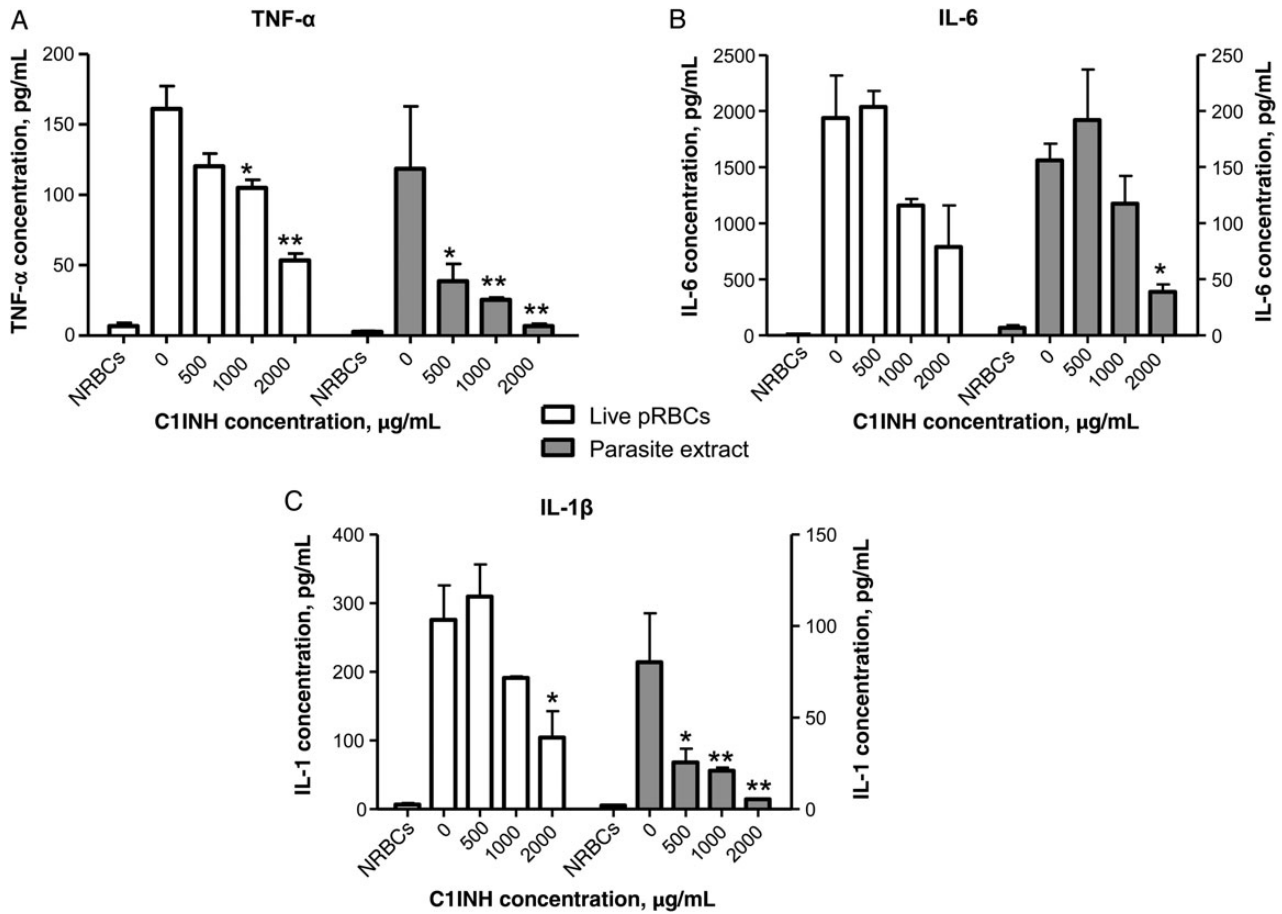 A
TNF-α
TNF-α concentration, pg/mL
200
150
100
50
0
*
**
*
**
**
NRBCs 0 500 1000 2000 NRBCs 0 500 1000 2000
C1INH concentration, µg/mL
B
IL-6
IL-6 concentration, pg/mL
2500
2000
1500
1000
500
0
*
250
200
150
100
50
0
IL-6 concentration, pg/mL
NRBCs 0 500 1000 2000 NRBCs 0 500 1000 2000
C1INH concentration, µg/mL
Live pRBCs
Parasite extract
C
IL-1β
IL-1 concentration, pg/mL
400
300
200
100
0
*
*
**
**
150
100
50
0
IL-1 concentration, pg/mL
NRBCs 0 500 1000 2000 NRBCs 0 500 1000 2000
C1INH concentration, µg/mL